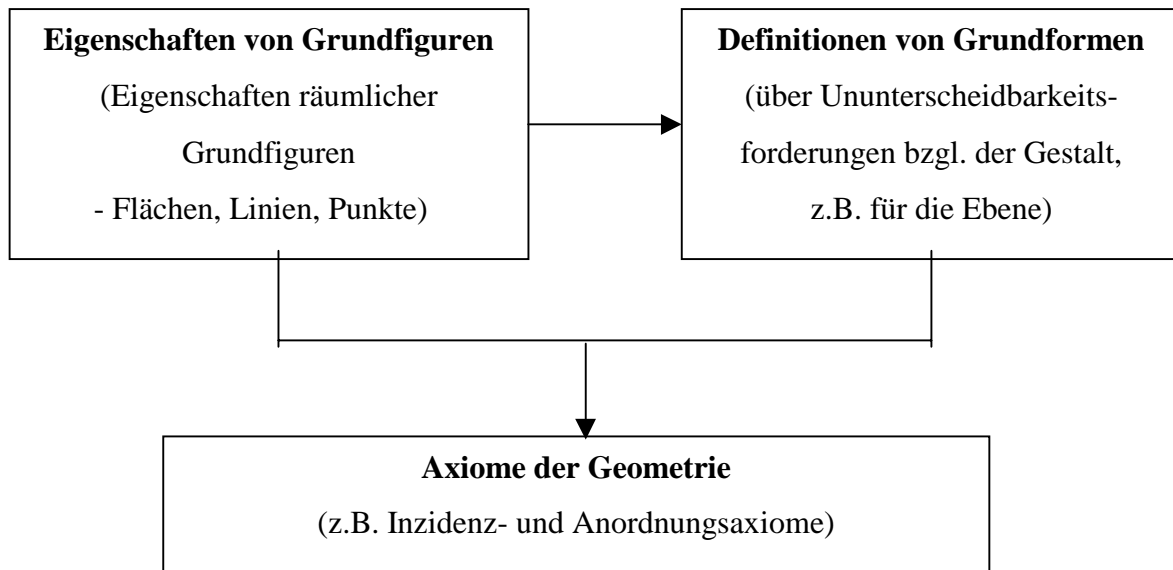 Eigenschaften von Grundfiguren
(Eigenschaften räumlicher
Grundfiguren
- Flächen, Linien, Punkte)
Definitionen von Grundformen
(über Ununterscheidbarkeits-
forderungen bzgl. der Gestalt,
z.B. für die Ebene)
Axiome der Geometrie
(z.B. Inzidenz- und Anordnungsaxiome)